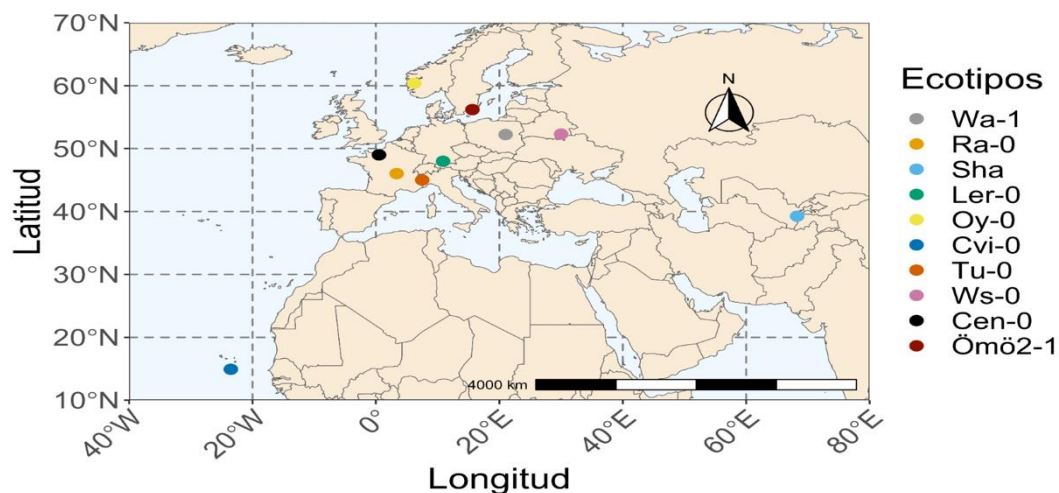 70°N
60°N
50°N
40°N
30°N
20°N
10°N
Latitud
N
4000 km
40°W
20°W
0°
20°E
40°E
60°E
80°E
Longitud
Ecotipos
Wa-1
Ra-0
Sha
Ler-0
Oy-0
Cvi-0
Tu-0
Ws-0
Cen-0
Ömö2-1